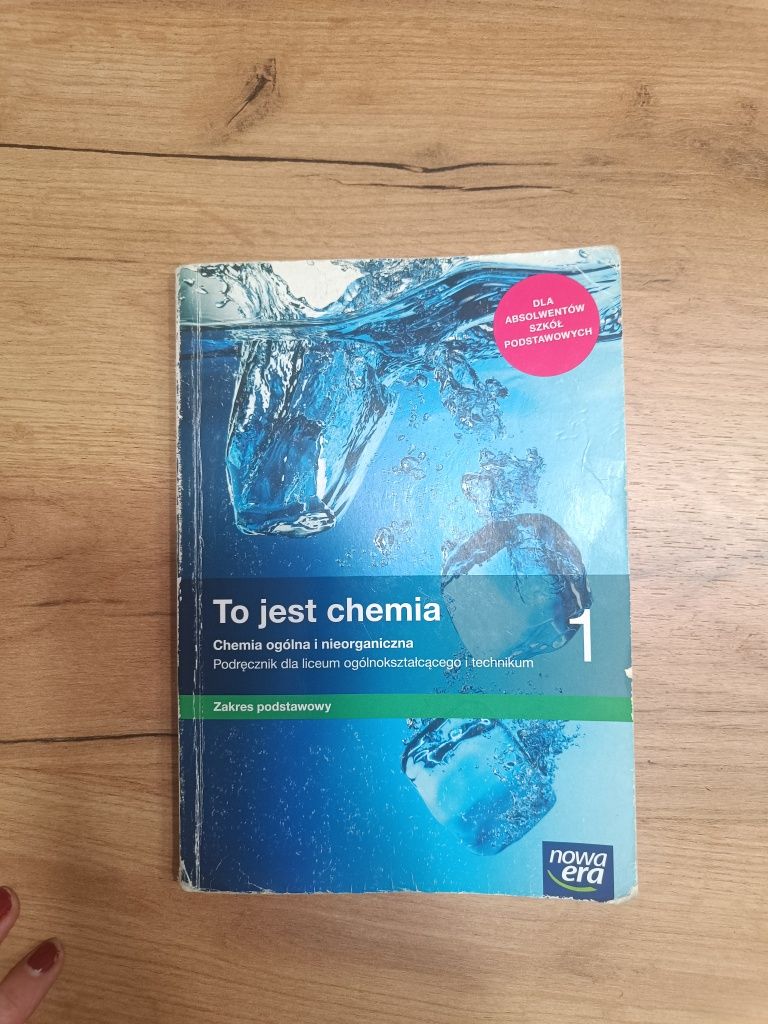 DLA
ABSOLWENTÓW
SZKÓŁ
PODSTAWOWYCH
To jest chemia
1
Chemia ogólna i nieorganiczna
Podręcznik dla liceum ogólnokształcącego i technikum
Zakres podstawowy
nowa
era